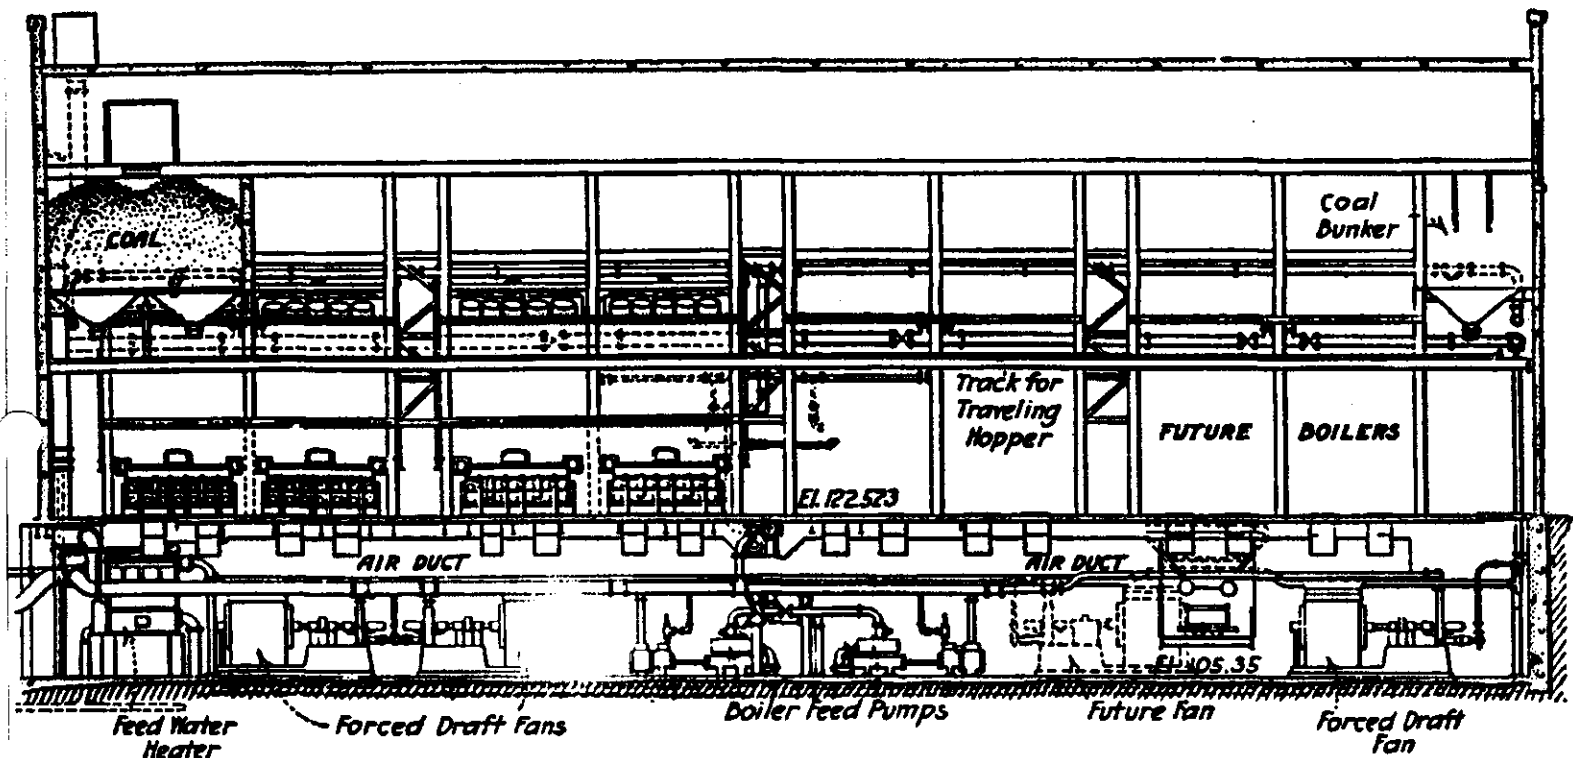 Coal
Bunker
COAL
Track for
Traveling
Hopper
FUTURE BOILERS
El. 122.523
AIR DUCT
AIR DUCT
El. 105.35
Feed Water
Heater
Forced Draft Fans
Boiler Feed Pumps
Future Fan
Forced Draft
Fan